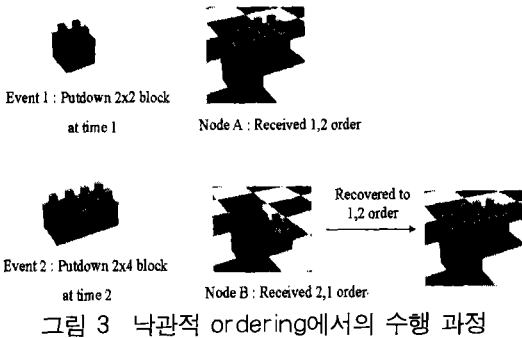 Event 1 : Putdown 2x2 block
at time 1
Node A : Received 1,2 order
Event 2 : Putdown 2x4 block
at time 2
Node B : Received 2,1 order
Recovered to
1,2 order
그림 3 낙관적 ordering에서의 수행 과정